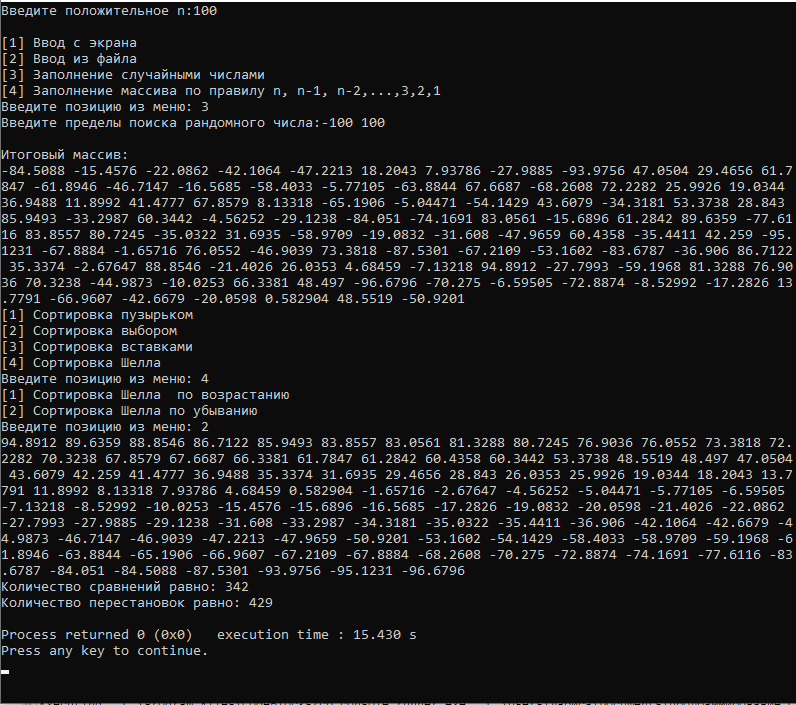 Введите положительное n:100
[1] Ввод с экрана
[2] Ввод из файла
[3] Заполнение случайными числами
[4] Заполнение массива по правилу n, n-1, n-2,...,3,2,1
Введите позицию из меню: 3
Введите пределы поиска рандомного числа:-100 100
Итоговый массив:
-84.5088 -15.4576 -22.0862 -42.1064 -47.2213 18.2043 7.93786 -27.9885 -93.9756 47.0504 29.4656 61.7
847 -61.8946 -46.7147 -16.5685 -58.4033 -5.77105 -63.8844 67.6687 -68.2608 72.2282 25.9926 19.0344
36.9488 11.8992 41.4777 67.8579 8.13318 -65.1906 -5.04471 -54.1429 43.6079 -34.3181 53.3738 28.843
85.9493 -33.2987 60.3442 -4.56252 -29.1238 -84.051 -74.1691 83.0561 -15.6896 61.2842 89.6359 -77.61
16 83.8557 80.7245 -35.0322 31.6935 -58.9709 -19.0832 -31.608 -47.9659 60.4358 -35.4411 42.259 -95.
1231 -67.8884 -1.65716 76.0552 -46.9039 73.3818 -87.5301 -67.2109 -53.1602 -83.6787 -36.906 86.7122
35.3374 -2.67647 88.8546 -21.4026 26.0353 4.68459 -7.13218 94.8912 -27.7993 -59.1968 81.3288 76.90
36 70.3238 -44.9873 -10.0253 66.3381 48.497 -96.6796 -70.275 -6.59505 -72.8874 -8.52992 -17.2826 13
.7791 -66.9607 -42.6679 -20.0598 0.582904 48.5519 -50.9201
[1] Сортировка пузырьком
[2] Сортировка выбором
[3] Сортировка вставками
[4] Сортировка Шелла
Введите позицию из меню: 4
[1] Сортировка Шелла  по возрастанию
[2] Сортировка Шелла по убыванию
Введите позицию из меню: 2
94.8912 89.6359 88.8546 86.7122 85.9493 83.8557 83.0561 81.3288 80.7245 76.9036 76.0552 73.3818 72.
2282 70.3238 67.8579 67.6687 66.3381 61.7847 61.2842 60.4358 60.3442 53.3738 48.5519 48.497 47.0504
43.6079 42.259 41.4777 36.9488 35.3374 31.6935 29.4656 28.843 26.0353 25.9926 19.0344 18.2043 13.7
791 11.8992 8.13318 7.93786 4.68459 0.582904 -1.65716 -2.67647 -4.56252 -5.04471 -5.77105 -6.59505
-7.13218 -8.52992 -10.0253 -15.4576 -15.6896 -16.5685 -17.2826 -19.0832 -20.0598 -21.4026 -22.0862
-27.7993 -27.9885 -29.1238 -31.608 -33.2987 -34.3181 -35.0322 -35.4411 -36.906 -42.1064 -42.6679 -4
4.9873 -46.7147 -46.9039 -47.2213 -47.9659 -50.9201 -53.1602 -54.1429 -58.4033 -58.9709 -59.1968 -6
1.8946 -63.8844 -65.1906 -66.9607 -67.2109 -67.8884 -68.2608 -70.275 -72.8874 -74.1691 -77.6116 -83
.6787 -84.051 -84.5088 -87.5301 -93.9756 -95.1231 -96.6796
Количество сравнений равно: 342
Количество перестановок равно: 429
Process returned 0 (0x0)   execution time : 15.430 s
Press any key to continue.